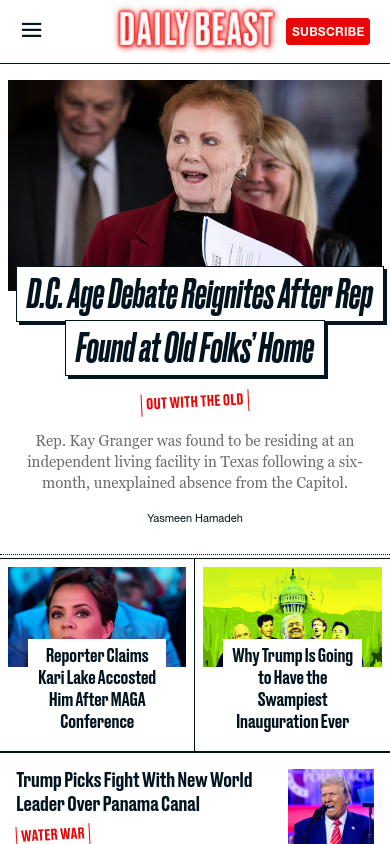 DAILY BEAST
SUBSCRIBE
D.C. Age Debate Reignites After Rep
Found at Old Folks’ Home
OUT WITH THE OLD
Rep. Kay Granger was found to be residing at an
independent living facility in Texas following a six-
month, unexplained absence from the Capitol.
Yasmeen Hamadeh
Reporter Claims
Kari Lake Accosted
Him After MAGA
Conference
Why Trump Is Going
to Have the
Swampiest
Inauguration Ever
Trump Picks Fight With New World
Leader Over Panama Canal
WATER WAR